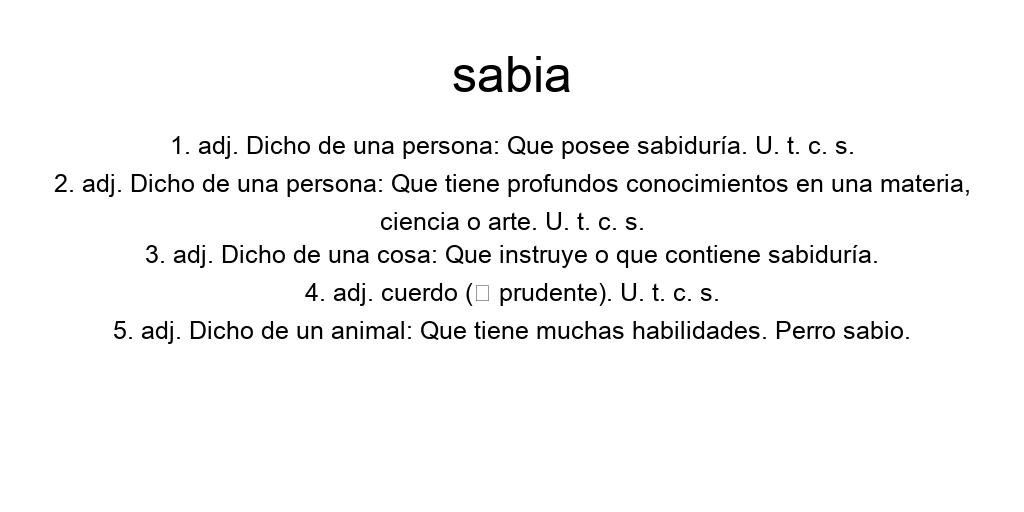 sabia
1. adj. Dicho de una persona: Que posee sabiduría. U. t. c. s.
2. adj. Dicho de una persona: Que tiene profundos conocimientos en una materia,
ciencia o arte. U. t. c. s.
3. adj. Dicho de una cosa: Que instruye o que contiene sabiduría.
4. adj. cuerdo (▯ prudente). U. t. c. s.
5. adj. Dicho de un animal: Que tiene muchas habilidades. Perro sabio.